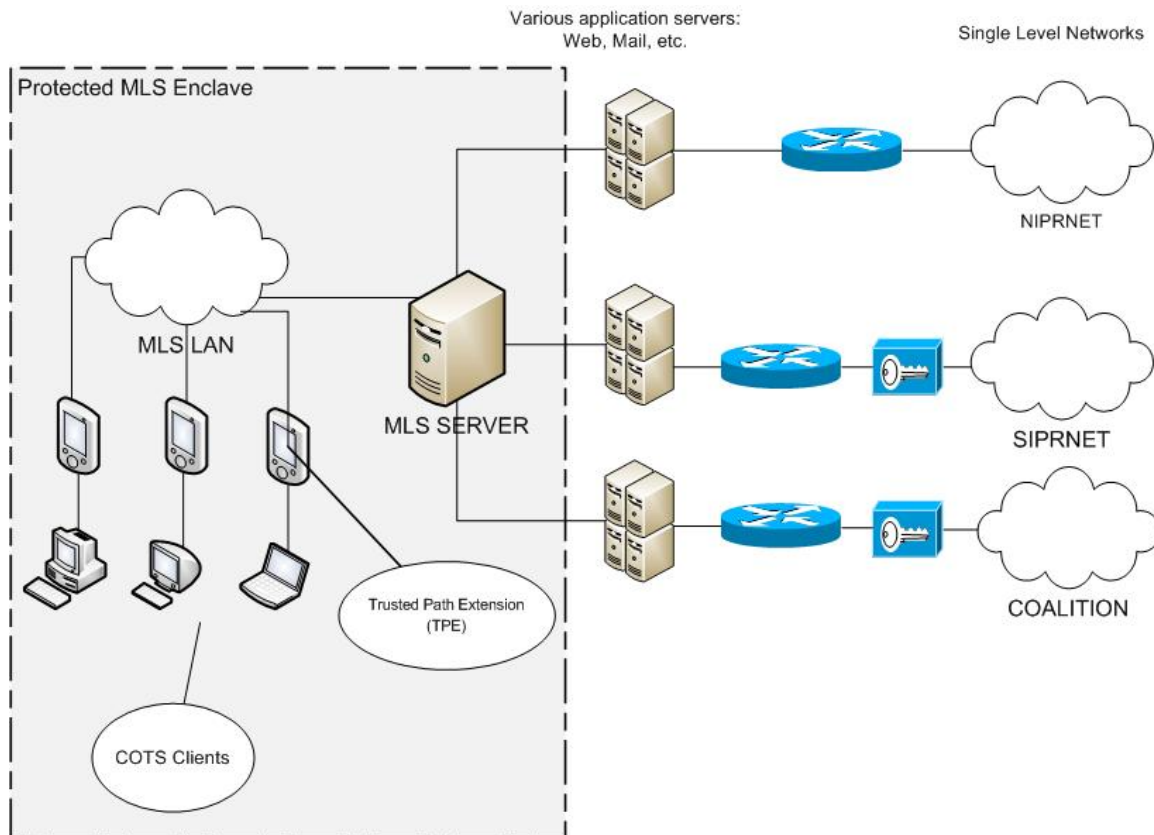 Various application servers:
Web, Mail, etc.
Single Level Networks
Protected MLS Enclave
NIPRNET
MLS LAN
MLS SERVER
SIPRNET
Trusted Path Extension
(TPE)
COALITION
COTS Clients